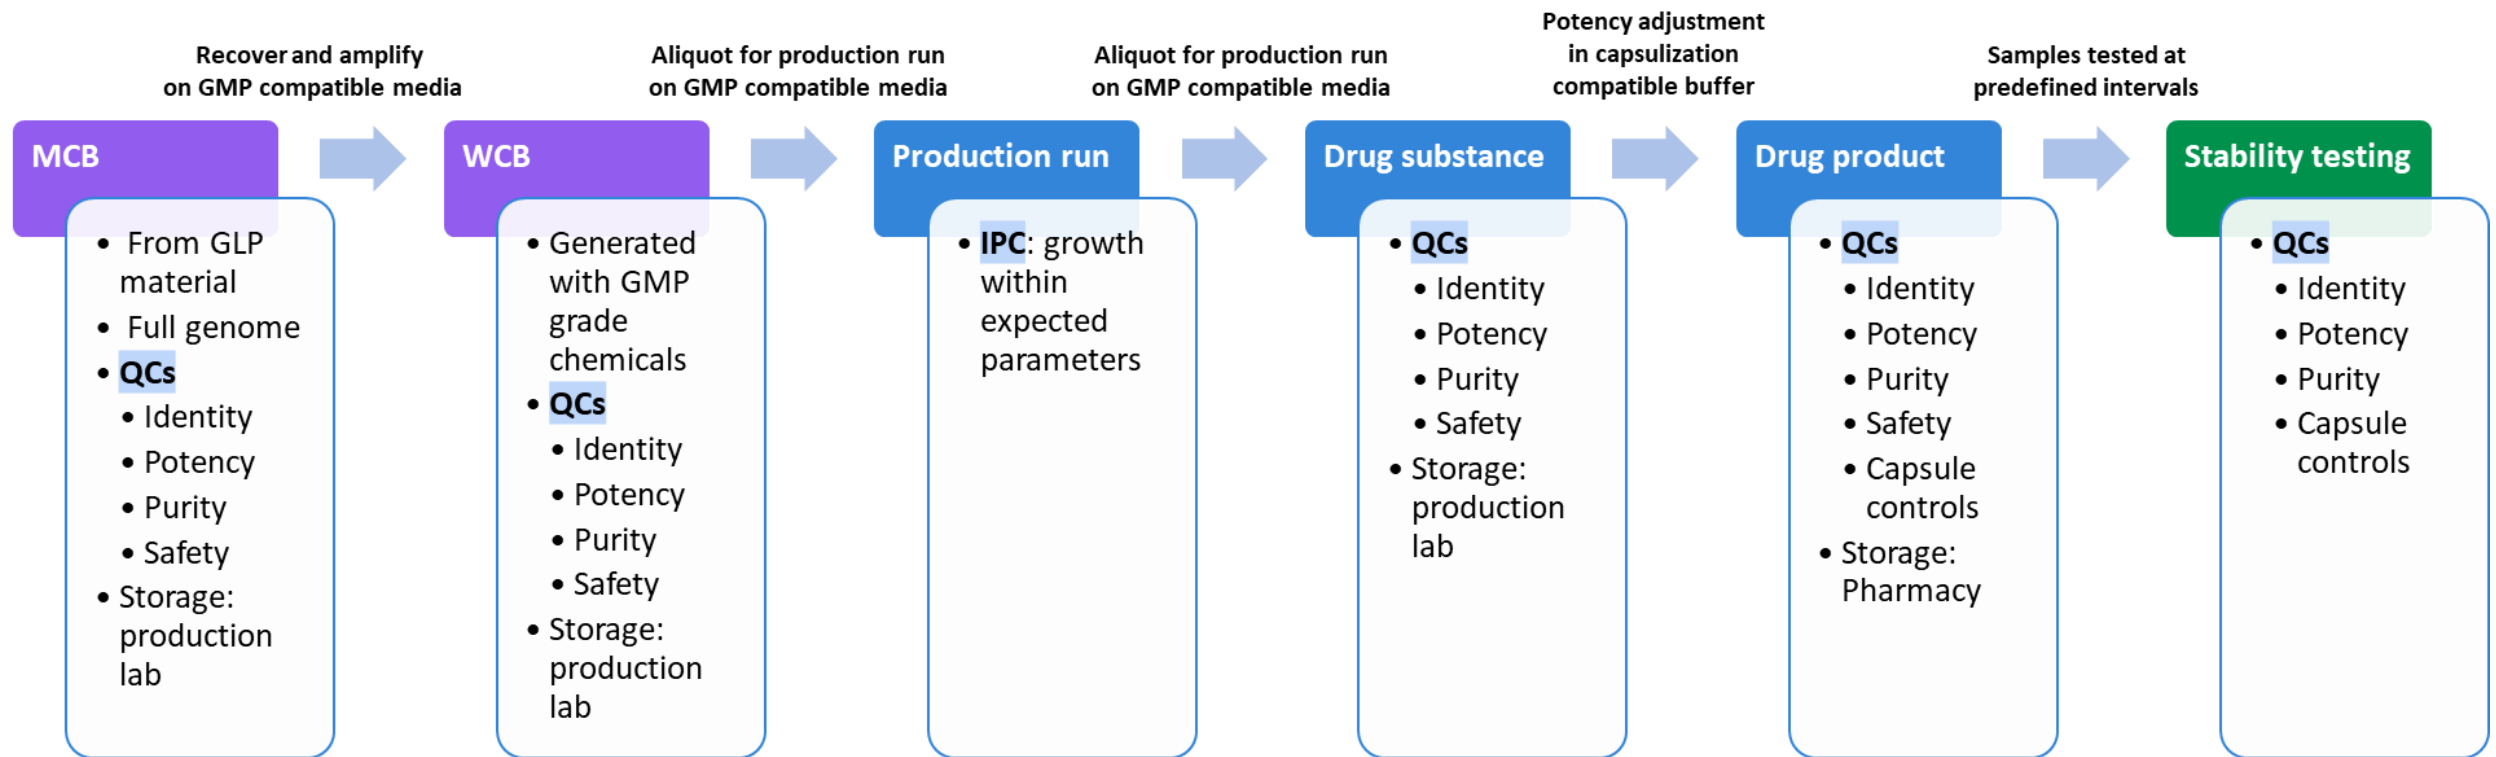 Recover and amplify
on GMP compatible media
Aliquot for production run
on GMP compatible media
Aliquot for production run
on GMP compatible media
Potency adjustment
in capsulization
compatible buffer
Samples tested at
predefined intervals
MCB
• From GLP
material
• Full genome
• QCs
• Identity
• Potency
• Purity
• Safety
• Storage:
production
lab
WCB
• Generated
with GMP
grade
chemicals
• QCs
• Identity
• Potency
• Purity
• Safety
• Storage:
production
lab
Production run
• IPC: growth
within
expected
parameters
Drug substance
• QCs
• Identity
• Potency
• Purity
• Safety
• Storage:
production
lab
Drug product
• QCs
• Identity
• Potency
• Purity
• Safety
• Capsule
controls
• Storage:
Pharmacy
Stability testing
• QCs
• Identity
• Potency
• Purity
• Capsule
controls